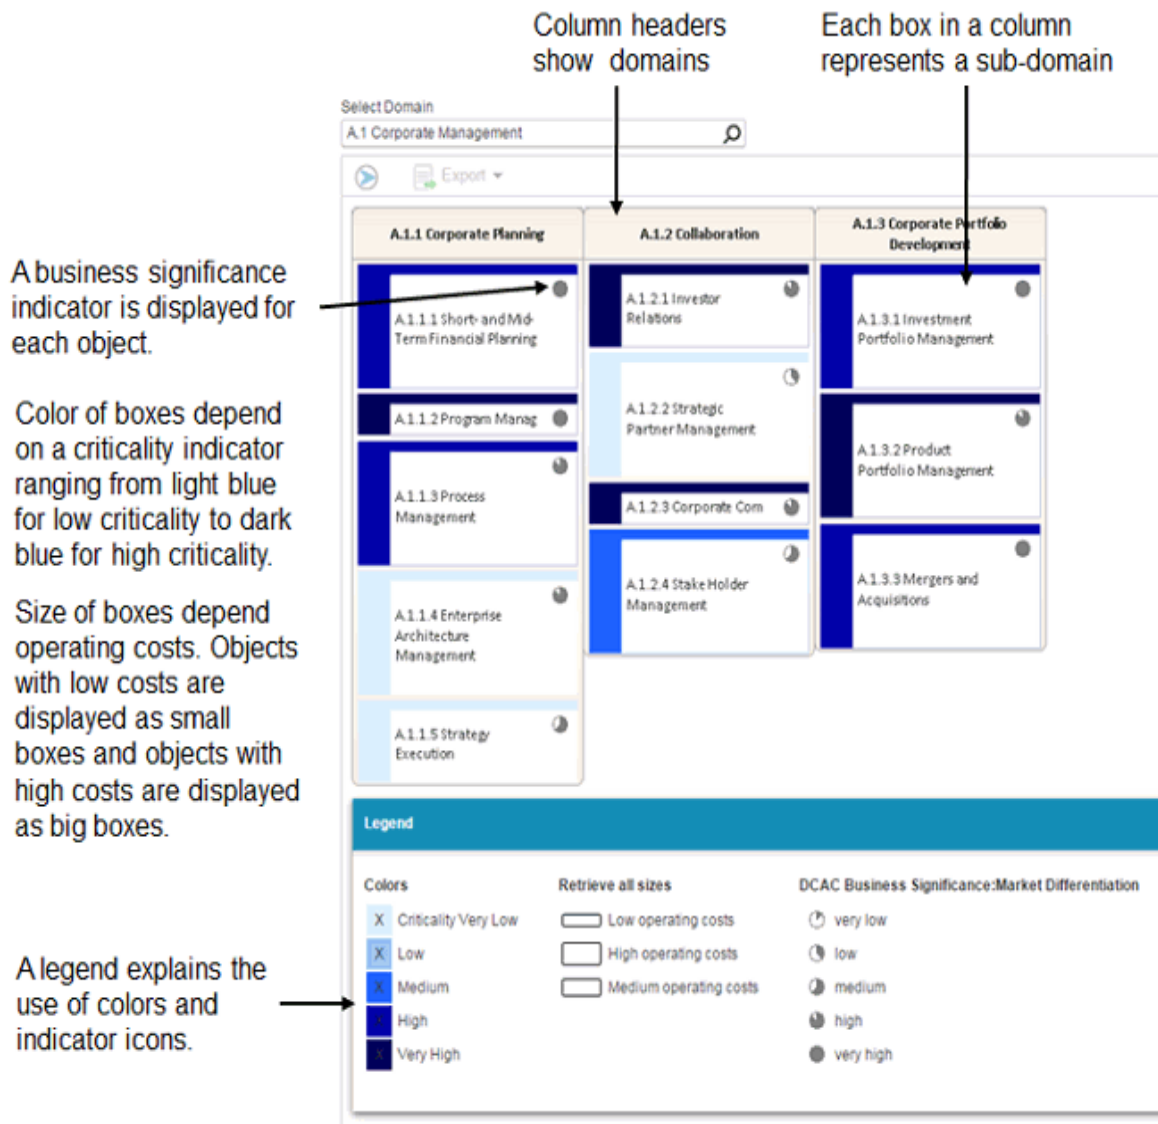 Column headers
show domains
Each box in a column
represents a sub-domain
Select Domain
A.1 Corporate Management
Export
A.1.1 Corporate Planning
A.1.2 Collaboration
A.1.3 Corporate Portfolio
Development
A business significance
indicator is displayed for
each object.
Color of boxes depend
on a criticality indicator
ranging from light blue
for low criticality to dark
blue for high criticality.
Size of boxes depend
operating costs. Objects
with low costs are
displayed as small
boxes and objects with
high costs are displayed
as big boxes.
A.1.1.1 Short- and Mid-
Term Financial Planning
A.1.1.2 Program Manag
A.1.1.3 Process
Management
A.1.1.4 Enterprise
Architecture
Management
A.1.1.5 Strategy
Execution
A.1.2.1 Investor
Relations
A.1.2.2 Strategic
Partner Management
A.1.2.3 Corporate Com
A.1.2.4 Stake Holder
Management
A.1.3.1 Investment
Portfolio Management
A.1.3.2 Product
Portfolio Management
A.1.3.3 Mergers and
Acquisitions
Legend
Colors
X Criticality Very Low
X Low
X Medium
X High
X Very High
Retrieve all sizes
Low operating costs
High operating costs
Medium operating costs
DCAC Business Significance:Market Differentiation
very low
low
medium
high
very high
A legend explains the
use of colors and
indicator icons.